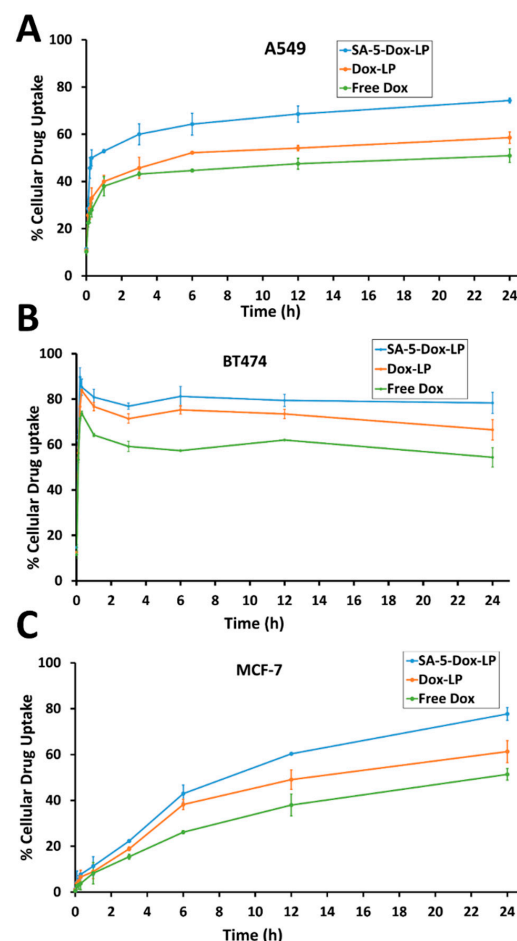 A
A549
SA-5-Dox-LP
Dox-LP
Free Dox
% Cellular Drug Uptake
100
80
60
40
20
0
0 2 4 6 8 10 12 14 16 18 20 22 24
Time (h)
B
BT474
SA-5-Dox-LP
Dox-LP
Free Dox
% Cellular Drug uptake
100
80
60
40
20
0
0 2 4 6 8 10 12 14 16 18 20 22 24
Time (h)
C
MCF-7
SA-5-Dox-LP
Dox-LP
Free Dox
% Cellular Drug Uptake
100
80
60
40
20
0
0 2 4 6 8 10 12 14 16 18 20 22 24
Time (h)